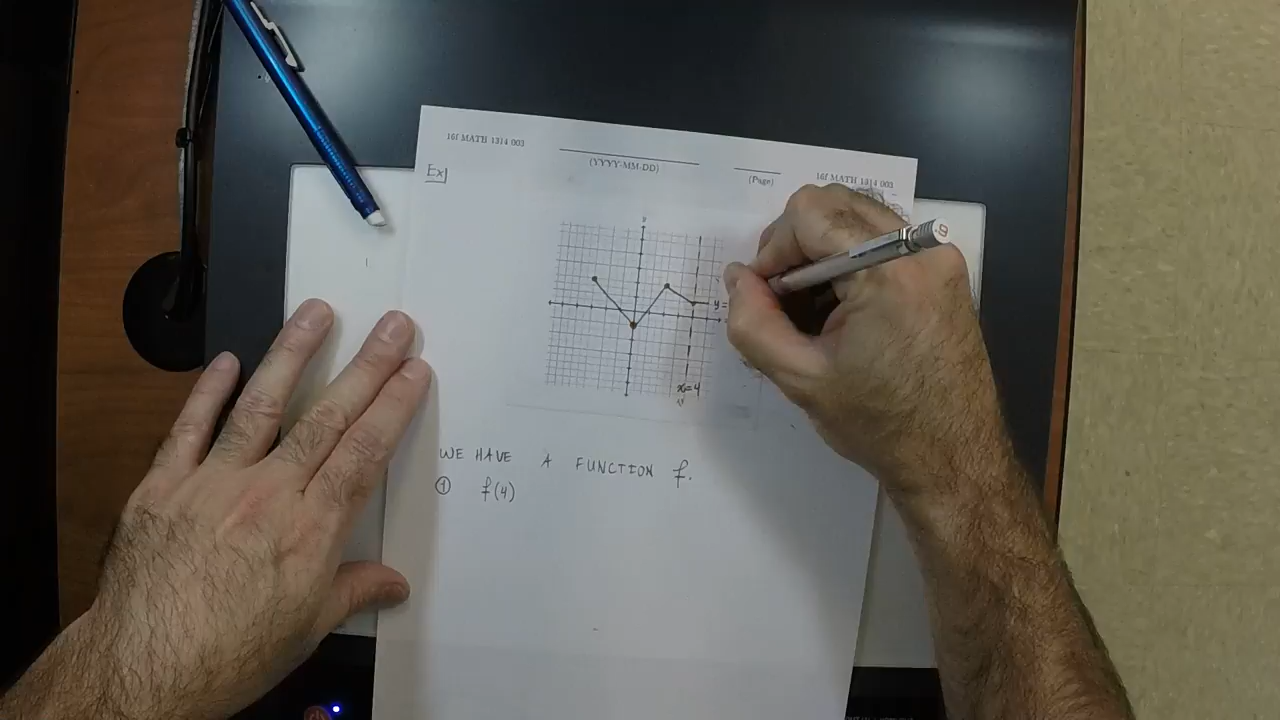 16f MATH 1314 003
(YYYY-MM-DD)
(Page)
16f MATH 1314 003
Ex
y
y=
x=4
WE HAVE A FUNCTION f.
① f(4)